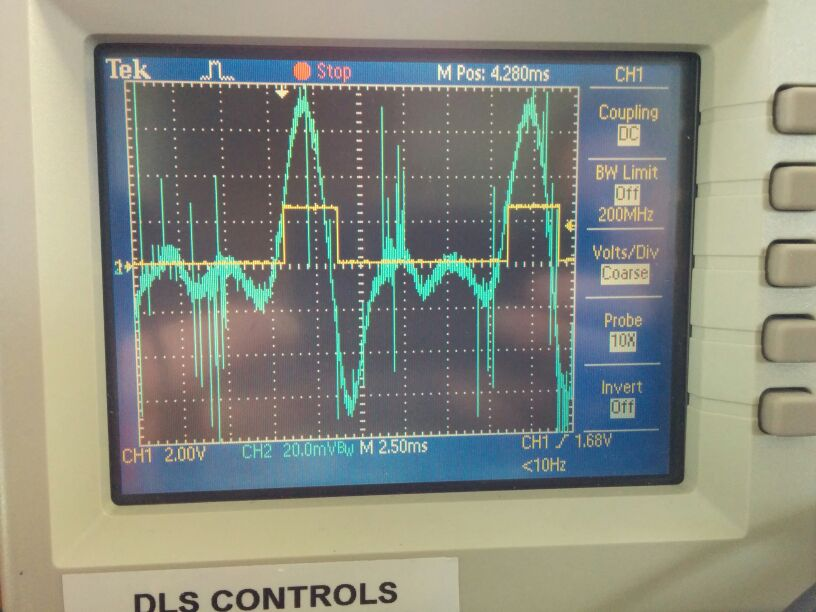 Tek Stop M Pos: 4.280ms CH1
Coupling
DC
BW Limit
Off
200MHz
Volts/Div
Coarse
Probe
10X
Invert
Off
CH1 2.00V CH2 20.0mVBW M 2.50ms CH1 1.68V
<10Hz
DLS CONTROLS